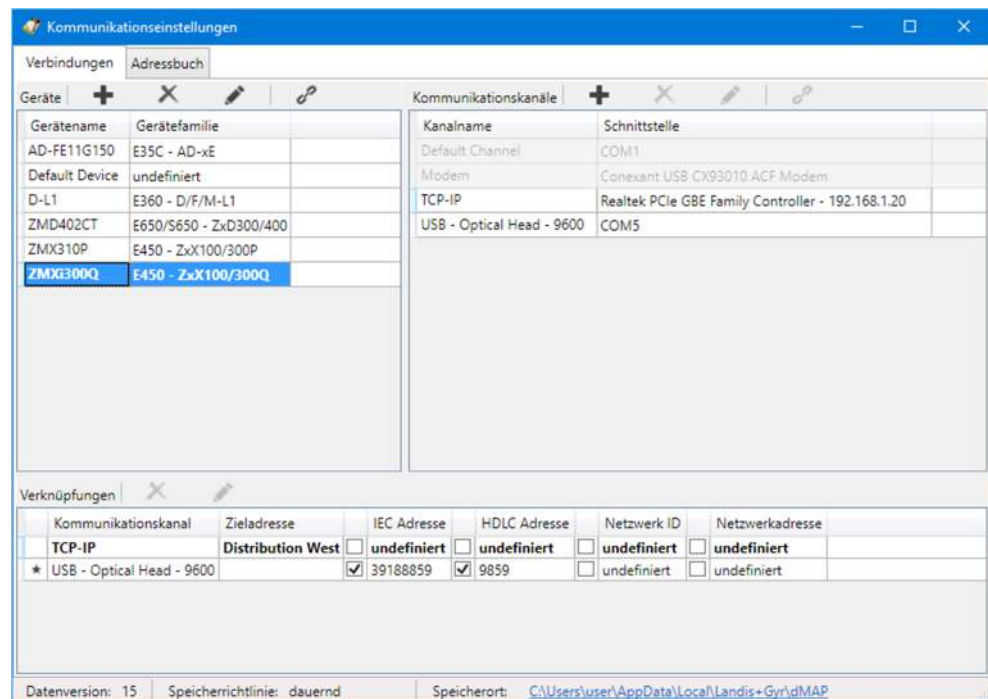 Kommunikationseinstellungen
Verbindungen Adressbuch
Geräte Kommunikationskanäle
Gerätename Gerätefamilie Kanalname Schnittstelle
AD-FE11G150 E35C - AD-xE Default Channel COM1
Default Device undefiniert Modem Conexant USB CX93010 ACF Modem
D-L1 E360 - D/F/M-L1 TCP-IP Realtek PCIe GBE Family Controller - 192.168.1.20
ZMD402CT E650/S650 - ZxD300/400 USB - Optical Head - 9600 COM5
ZMX310P E450 - ZxX100/300P
ZMXi300Q E450 - ZxX100/300Q
Verknüpfungen
Kommunikationskanal Zieladresse IEC Adresse HDLC Adresse Netzwerk ID Netzwerkadresse
TCP-IP Distribution West undefiniert undefiniert undefiniert undefiniert
* USB - Optical Head - 9600 39188859 9859 undefiniert undefiniert
Datenversion: 15 Speicherrichtlinie: dauernd Speicherort: C:\Users\user\AppData\Local\Landis+Gyr\dMAP